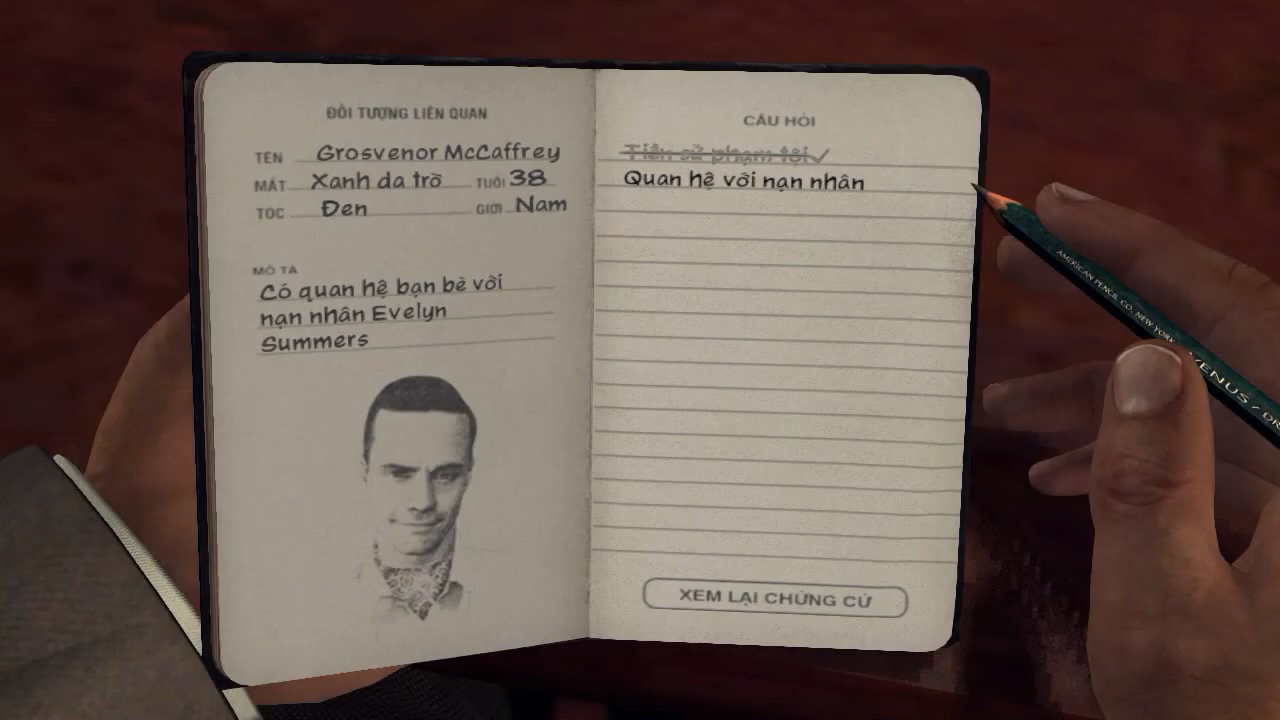 ĐỐI TƯỢNG LIÊN QUAN
TÊN Grosvenor McCaffrey
MẮT Xanh da trờ TUỔI 38
TÓC Đen GIỚI Nam
MÔ TẢ
Có quan hệ bạn bè với
nạn nhân Evelyn
Summers
CÂU HỎI
Tiền sử phạm tội
Quan hệ với nạn nhân
XEM LẠI CHỨNG CỨ
AMERICAN PENCIL CO. NEW YORK
VENUS / DR